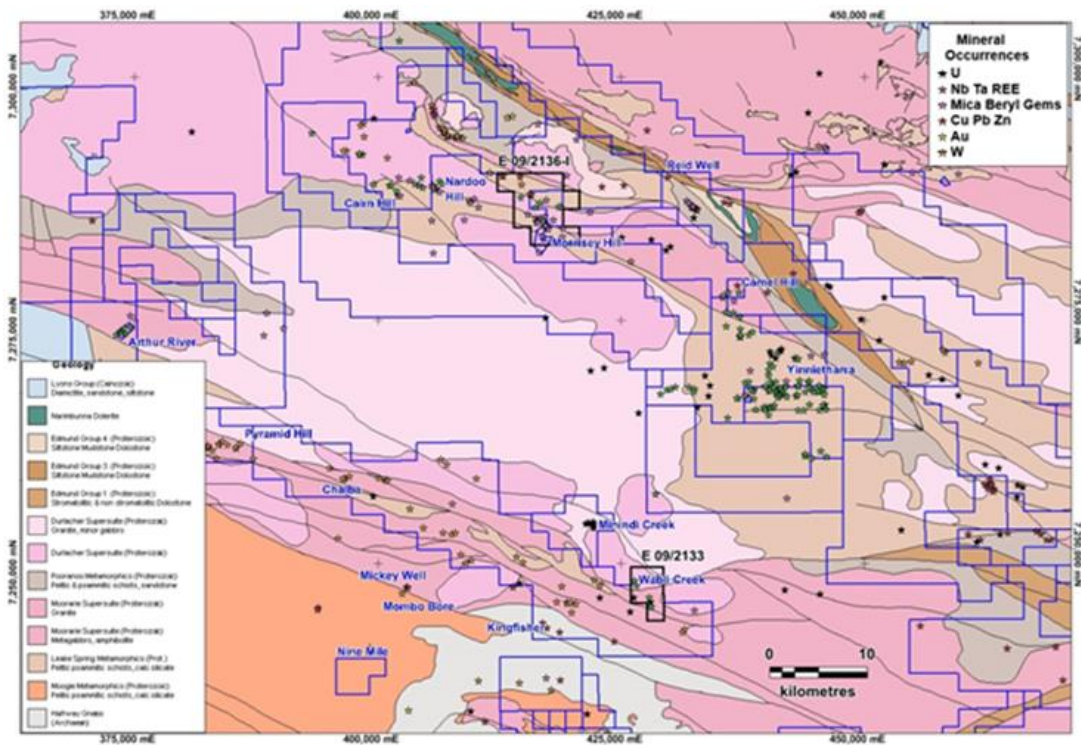 375,000 mE
400,000 mE
425,000 mE
450,000 mE
7,300,000 mN
7,300,000 mN
Mineral
Occurrences
U
Nb Ta REE
Mica Beryl Gems
Cu Pb Zn
Au
W
E 09/2136-I
Reid Well
Nardoo
Hill
Cairn Hill
Morrisey Hill
Camel Hill
7,275,000 mN
7,275,000 mN
Arthur River
Yinnietharra
Geology
Lyons Group (Cainozoic)
Diamictite, sandstone, siltstone
Narimbunna Dolerite
Edmund Group 4 (Proterozoic)
Siltstone Mudstone Dolostone
Edmund Group 3 (Proterozoic)
Siltstone Mudstone Dolostone
Edmund Group 1 (Proterozoic)
Stromatolitic & non stromatolitic Dolostone
Durlacher Supersuite (Proterozoic)
Granite, minor gabbro
Durlacher Supersuite (Proterozoic)
Pooranoo Metamorphics (Proterozoic)
Pelitic & psammitic schists, sandstone
Moorarie Supersuite (Proterozoic)
Granite
Moorarie Supersuite (Proterozoic)
Metagabbro, amphibolite
Leake Spring Metamorphics (Prot.)
Pelitic psammitic schists, calc silicate
Moogie Metamorphics (Proterozoic)
Pelitic psammitic schists, calc silicate
Halfway Gneiss
(Archaean)
Pyramid Hill
Chalba
Minindi Creek
E 09/2133
7,250,000 mN
7,250,000 mN
Mickey Well
Wabli Creek
Mombo Bore
Kingfisher
Nine Mile
0
10
kilometres
375,000 mE
400,000 mE
425,000 mE
450,000 mE